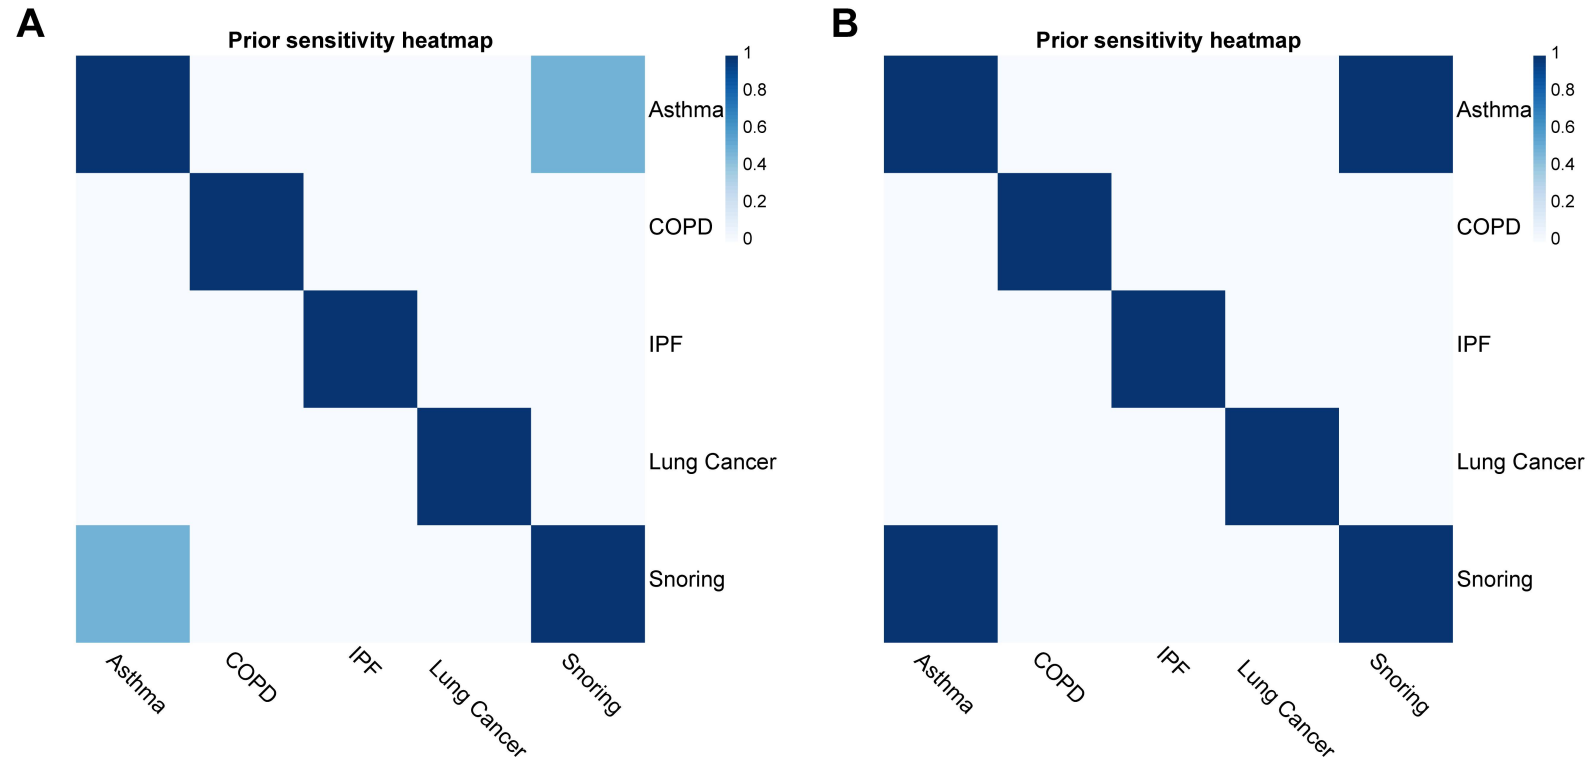 A
Prior sensitivity heatmap
1
0.8
0.6
0.4
0.2
0
Asthma
COPD
IPF
Lung Cancer
Snoring
Asthma
COPD
IPF
Lung Cancer
Snoring
B
Prior sensitivity heatmap
1
0.8
0.6
0.4
0.2
0
Asthma
COPD
IPF
Lung Cancer
Snoring
Asthma
COPD
IPF
Lung Cancer
Snoring